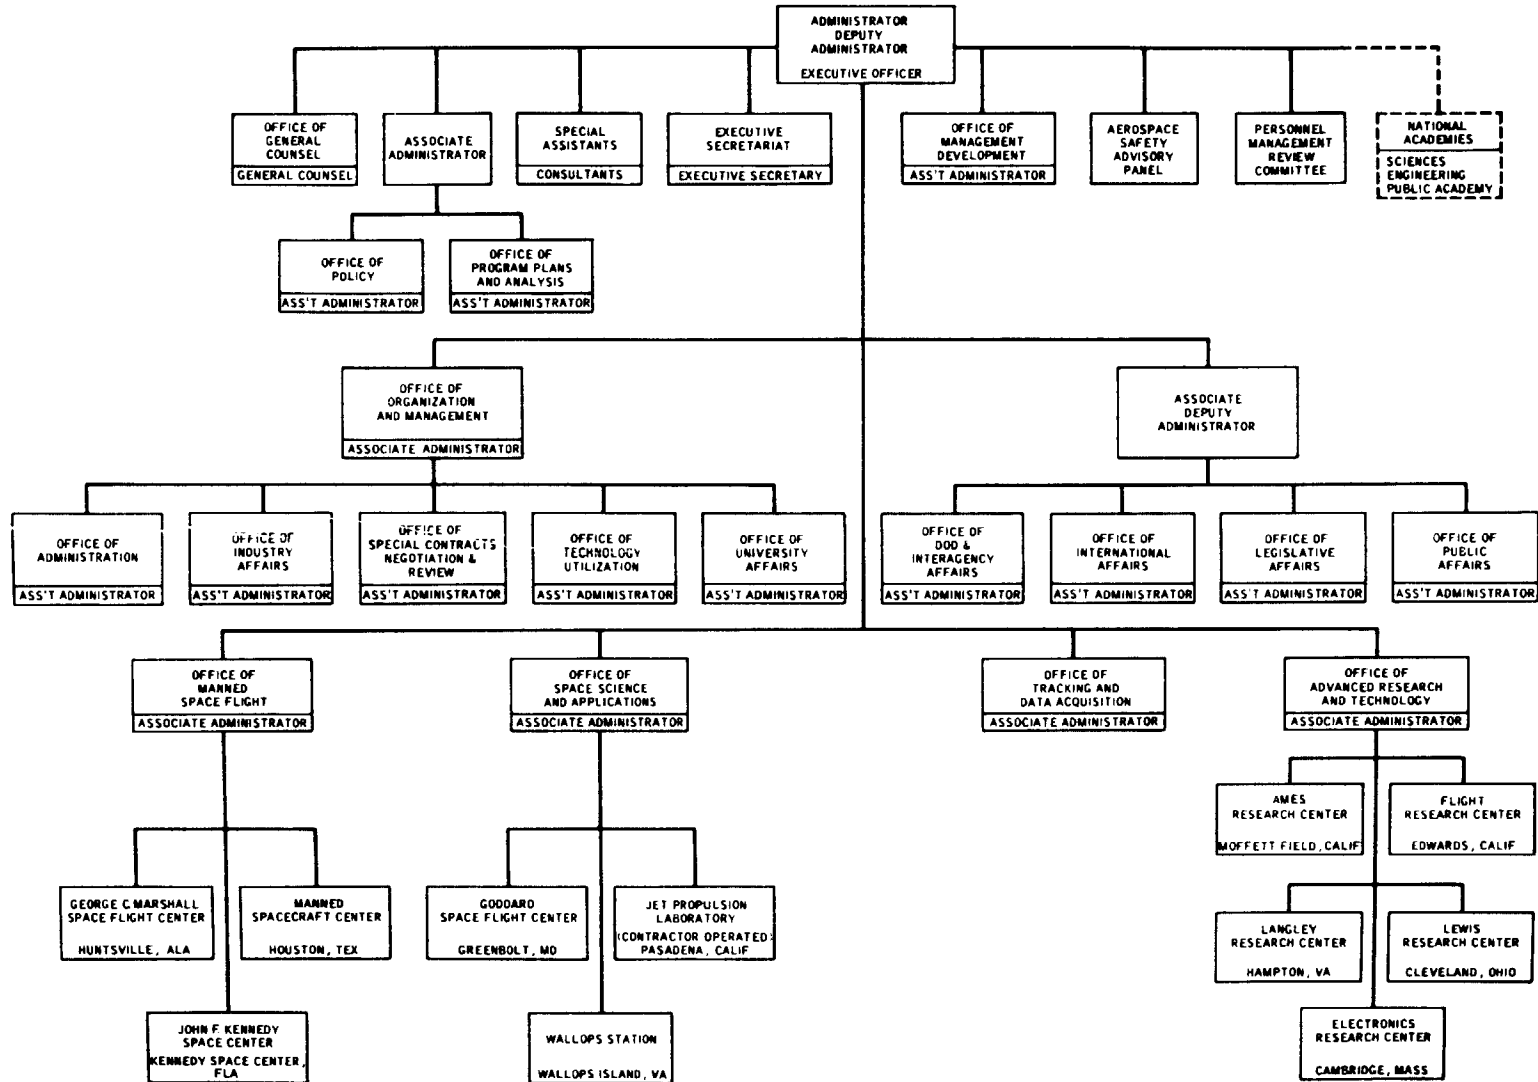 ADMINISTRATOR
DEPUTY
ADMINISTRATOR
EXECUTIVE OFFICER
OFFICE OF
GENERAL
COUNSEL
GENERAL COUNSEL
ASSOCIATE
ADMINISTRATOR
SPECIAL
ASSISTANTS
CONSULTANTS
EXECUTIVE
SECRETARIAT
EXECUTIVE SECRETARY
OFFICE OF
MANAGEMENT
DEVELOPMENT
ASS'T ADMINISTRATOR
AEROSPACE
SAFETY
ADVISORY
PANEL
PERSONNEL
MANAGEMENT
REVIEW
COMMITTEE
NATIONAL
ACADEMIES
SCIENCES
ENGINEERING
PUBLIC ACADEMY
OFFICE OF
POLICY
ASS'T ADMINISTRATOR
OFFICE OF
PROGRAM PLANS
AND ANALYSIS
ASS'T ADMINISTRATOR
OFFICE OF
ORGANIZATION
AND MANAGEMENT
ASSOCIATE ADMINISTRATOR
ASSOCIATE
DEPUTY
ADMINISTRATOR
OFFICE OF
ADMINISTRATION
ASS'T ADMINISTRATOR
OFFICE OF
INDUSTRY
AFFAIRS
ASS'T ADMINISTRATOR
OFFICE OF
SPECIAL CONTRACTS
NEGOTIATION &
REVIEW
ASS'T ADMINISTRATOR
OFFICE OF
TECHNOLOGY
UTILIZATION
ASS'T ADMINISTRATOR
OFFICE OF
UNIVERSITY
AFFAIRS
ASS'T ADMINISTRATOR
OFFICE OF
DOD &
INTERAGENCY
AFFAIRS
ASS'T ADMINISTRATOR
OFFICE OF
INTERNATIONAL
AFFAIRS
ASS'T ADMINISTRATOR
OFFICE OF
LEGISLATIVE
AFFAIRS
ASS'T ADMINISTRATOR
OFFICE OF
PUBLIC
AFFAIRS
ASS'T ADMINISTRATOR
OFFICE OF
MANNED
SPACE FLIGHT
ASSOCIATE ADMINISTRATOR
OFFICE OF
SPACE SCIENCE
AND APPLICATIONS
ASSOCIATE ADMINISTRATOR
OFFICE OF
TRACKING AND
DATA ACQUISITION
ASSOCIATE ADMINISTRATOR
OFFICE OF
ADVANCED RESEARCH
AND TECHNOLOGY
ASSOCIATE ADMINISTRATOR
AMES
RESEARCH CENTER
MOFFETT FIELD, CALIF
FLIGHT
RESEARCH CENTER
EDWARDS, CALIF
GEORGE C. MARSHALL
SPACE FLIGHT CENTER
HUNTSVILLE, ALA
MANNED
SPACECRAFT CENTER
HOUSTON, TEX
GODDARD
SPACE FLIGHT CENTER
GREENBOLT, MD
JET PROPULSION
LABORATORY
(CONTRACTOR OPERATED)
PASADENA, CALIF
LANGLEY
RESEARCH CENTER
HAMPTON, VA
LEWIS
RESEARCH CENTER
CLEVELAND, OHIO
JOHN F. KENNEDY
SPACE CENTER
KENNEDY SPACE CENTER,
FLA
WALLOPS STATION
WALLOPS ISLAND, VA
ELECTRONICS
RESEARCH CENTER
CAMBRIDGE, MASS